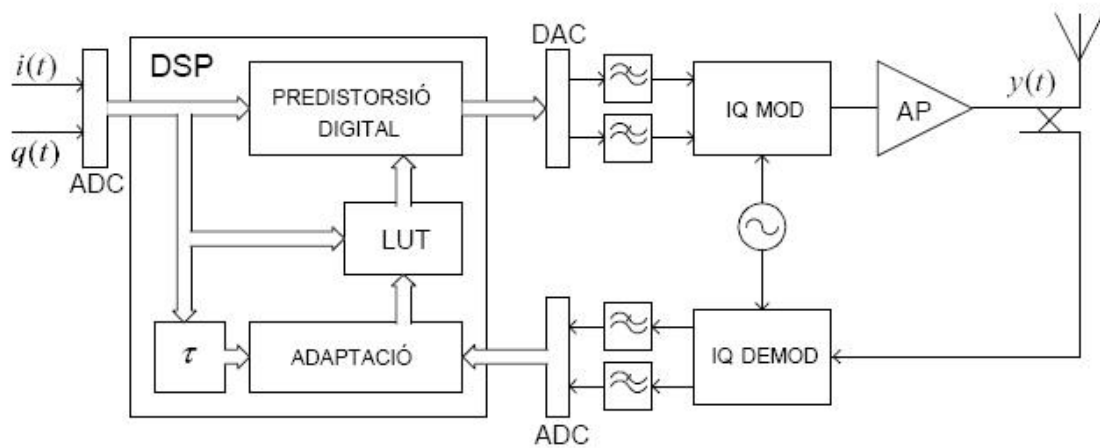 i(t)
q(t)
ADC
DSP
PREDISTORSIÓ
DIGITAL
LUT
τ
ADAPTACIÓ
DAC
IQ MOD
AP
y(t)
IQ DEMOD
ADC